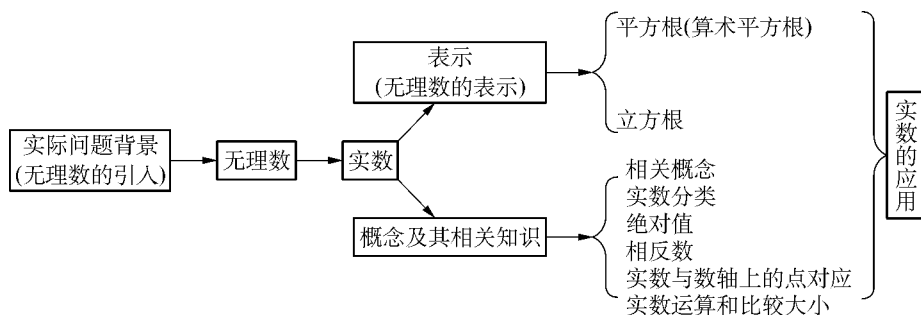 实际问题背景
(无理数的引入)
无理数
实数
表示
(无理数的表示)
概念及其相关知识
平方根(算术平方根)
立方根
相关概念
实数分类
绝对值
相反数
实数与数轴上的点对应
实数运算和比较大小
实数的应用